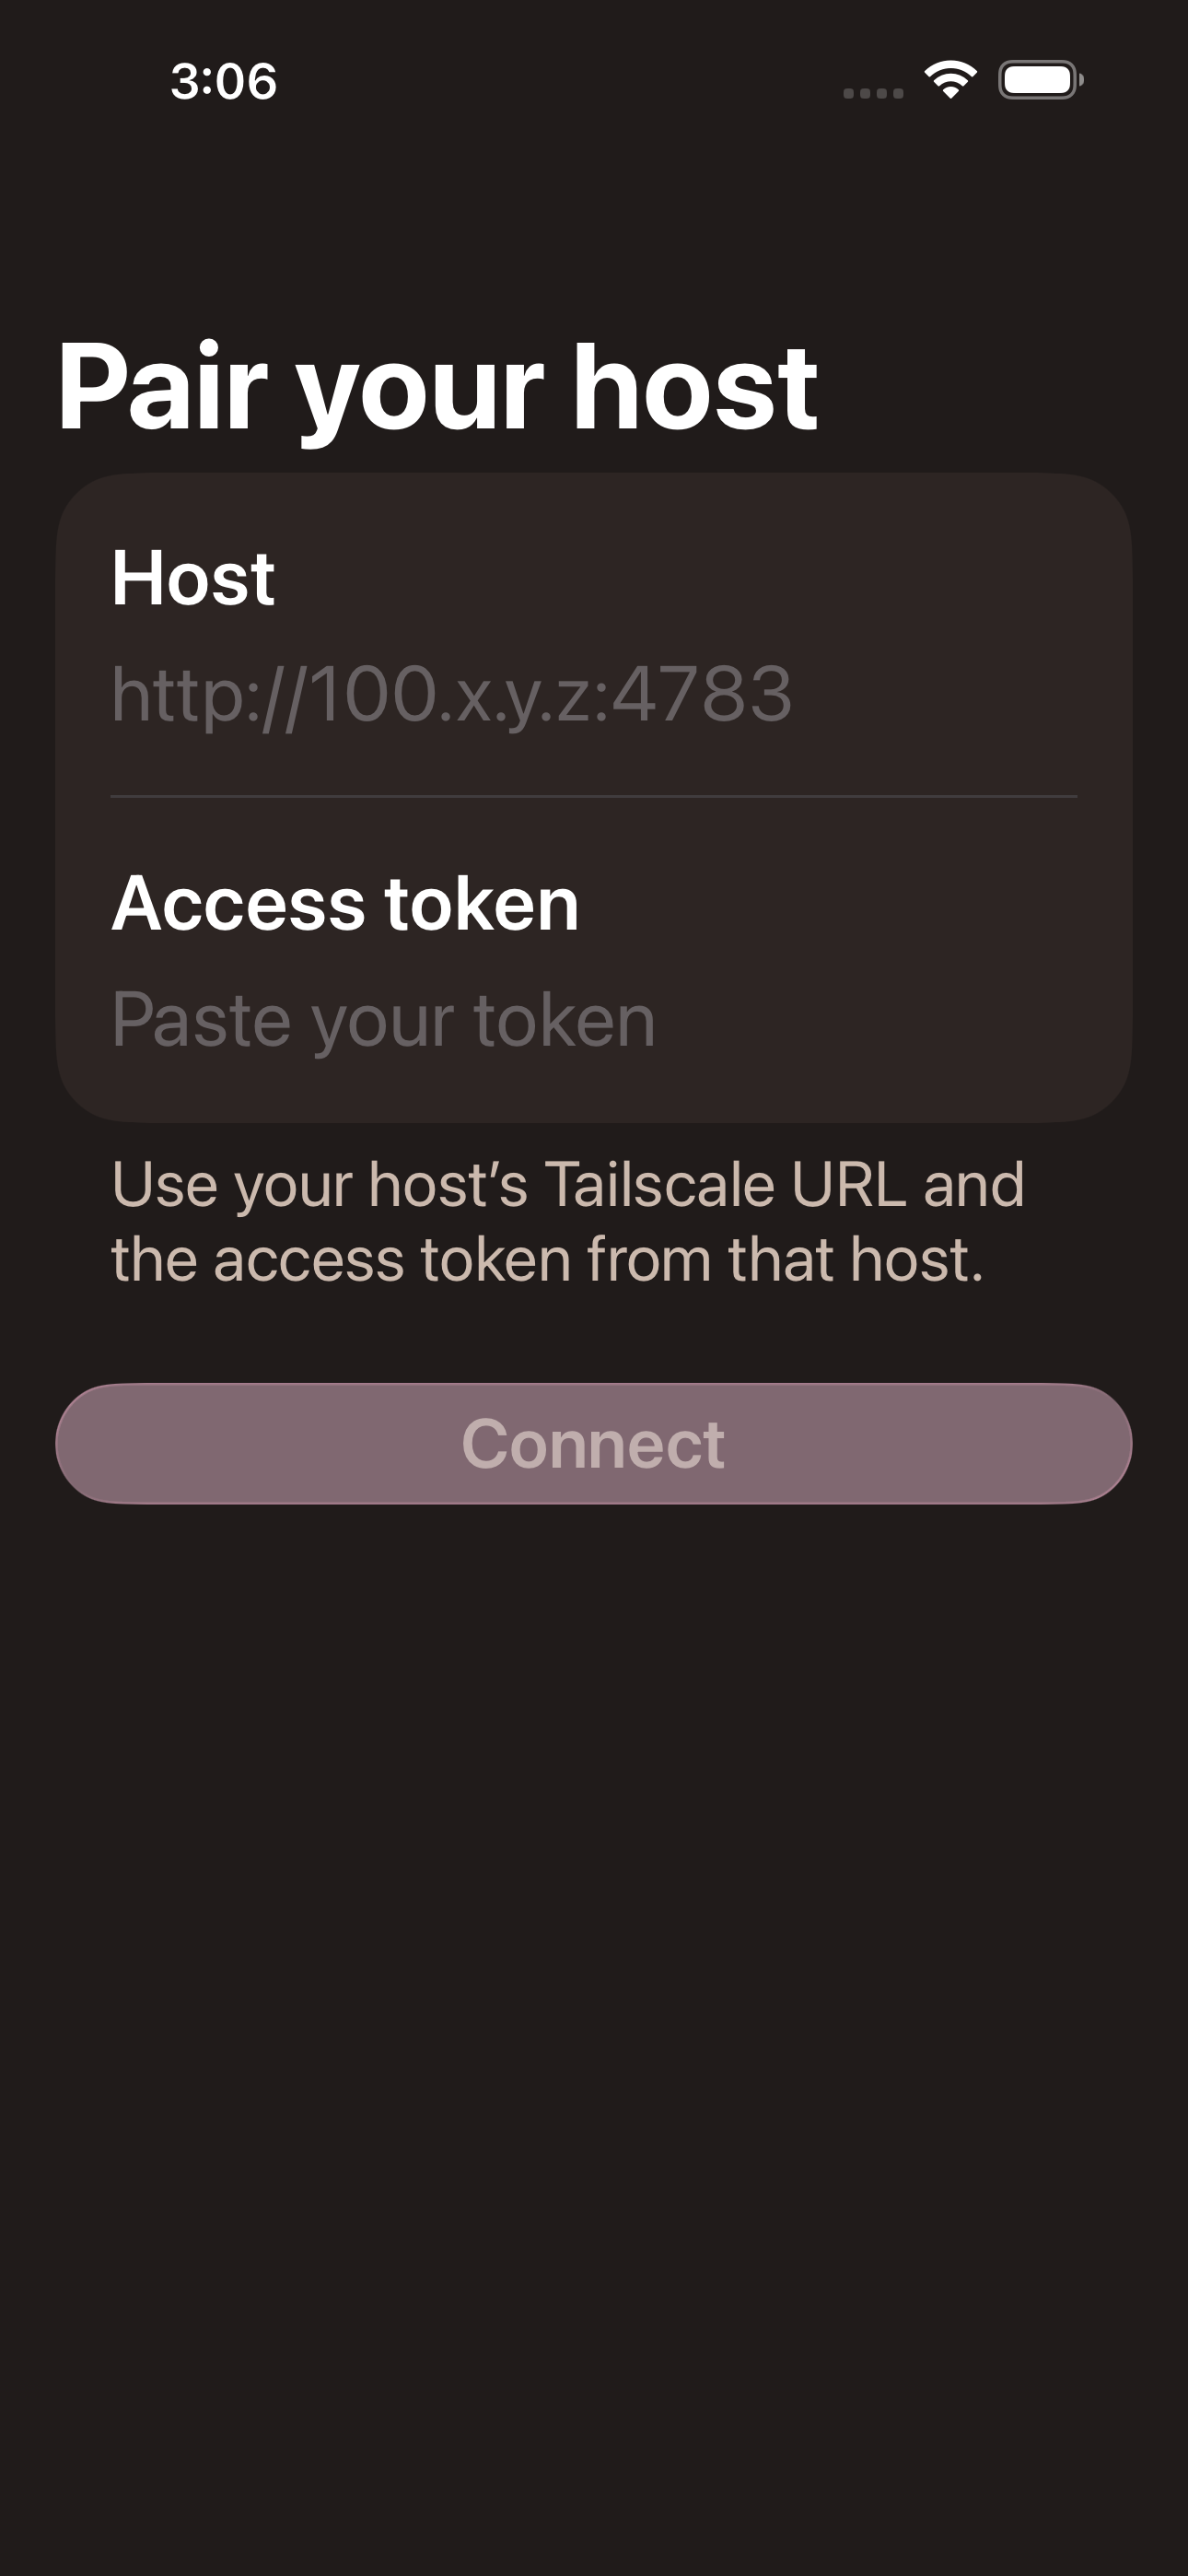 3:06
Pair your host
Host
http://100.x.y.z:4783
Access token
Paste your token
Use your host’s Tailscale URL and
the access token from that host.
Connect